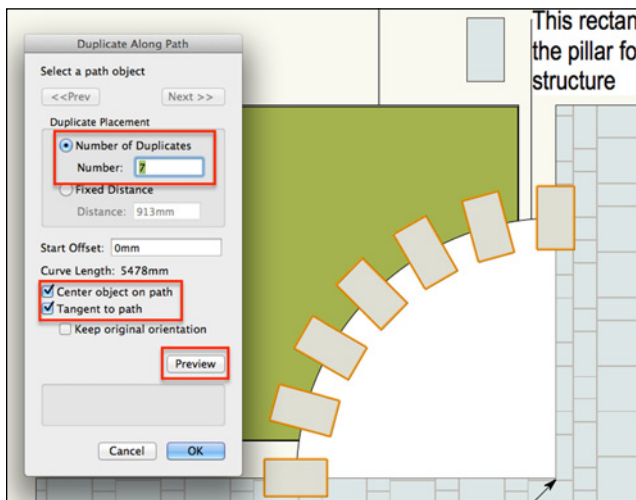 Duplicate Along Path
Select a path object
<<Prev
Next >>
Duplicate Placement
Number of Duplicates
Number: 7
Fixed Distance
Distance: 913mm
Start Offset: 0mm
Curve Length: 5478mm
Center object on path
Tangent to path
Keep original orientation
Preview
Cancel
OK
This rectan
the pillar fo
structure